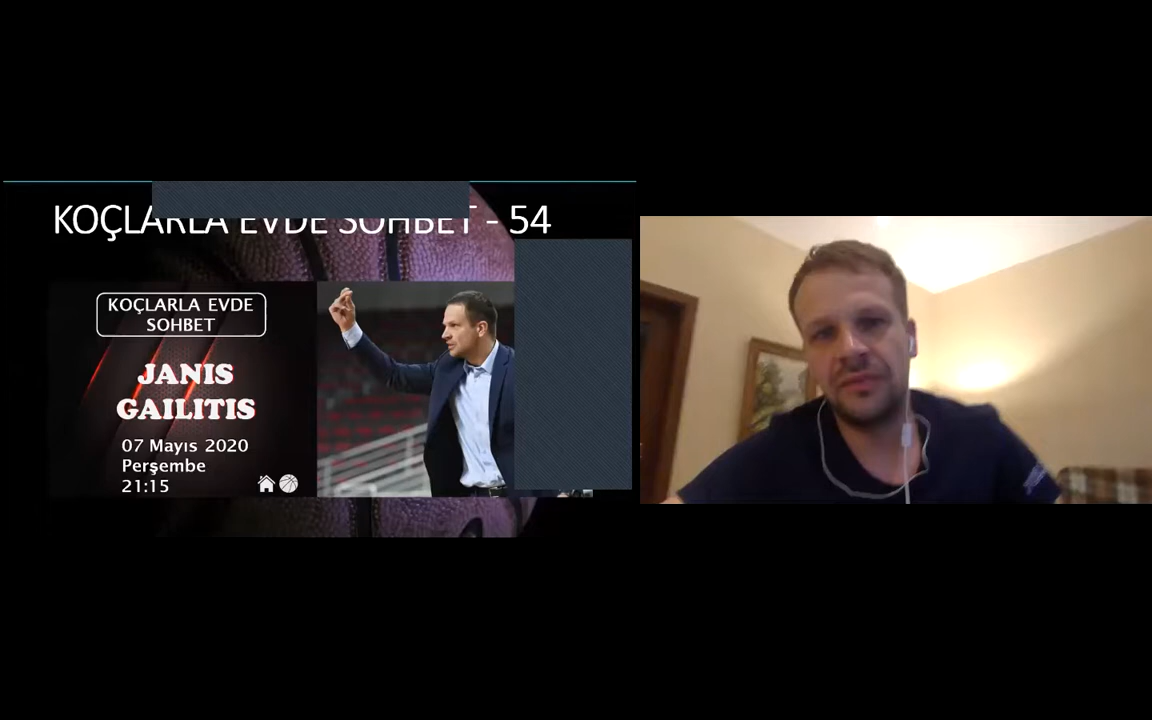 KOÇLARLA EVDE SOHBET - 54
KOÇLARLA EVDE
SOHBET
JANIS
GAILITIS
07 Mayıs 2020
Perşembe
21:15